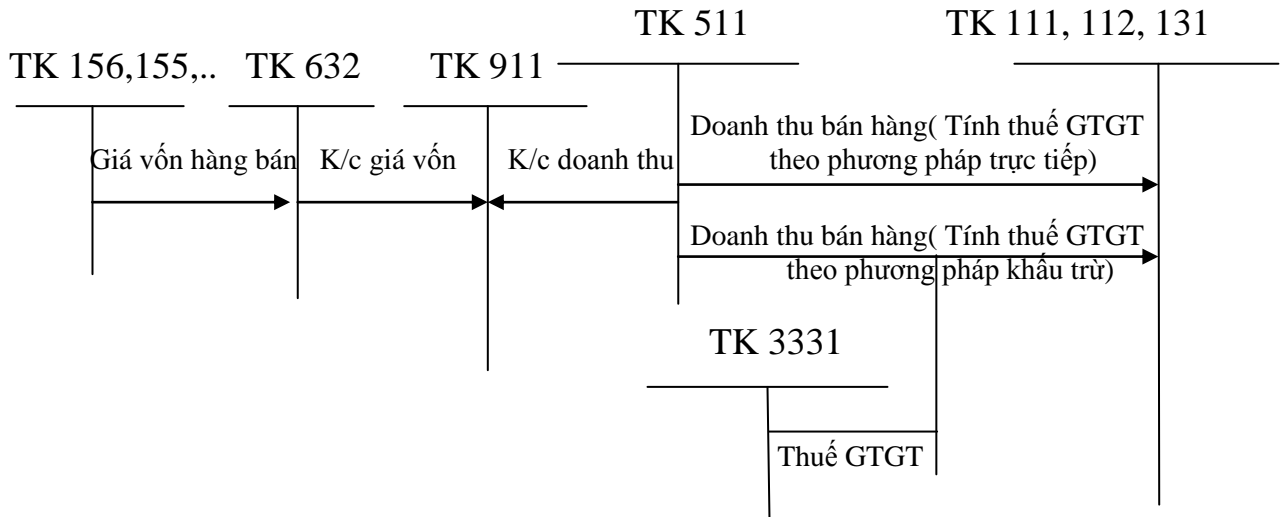 TK 511
TK 111, 112, 131
TK 156,155,..
TK 632
TK 911
Doanh thu bán hàng( Tính thuế GTGT
theo phương pháp trực tiếp)
Giá vốn hàng bán
K/c giá vốn
K/c doanh thu
Doanh thu bán hàng( Tính thuế GTGT
theo phương pháp khấu trừ)
TK 3331
Thuế GTGT